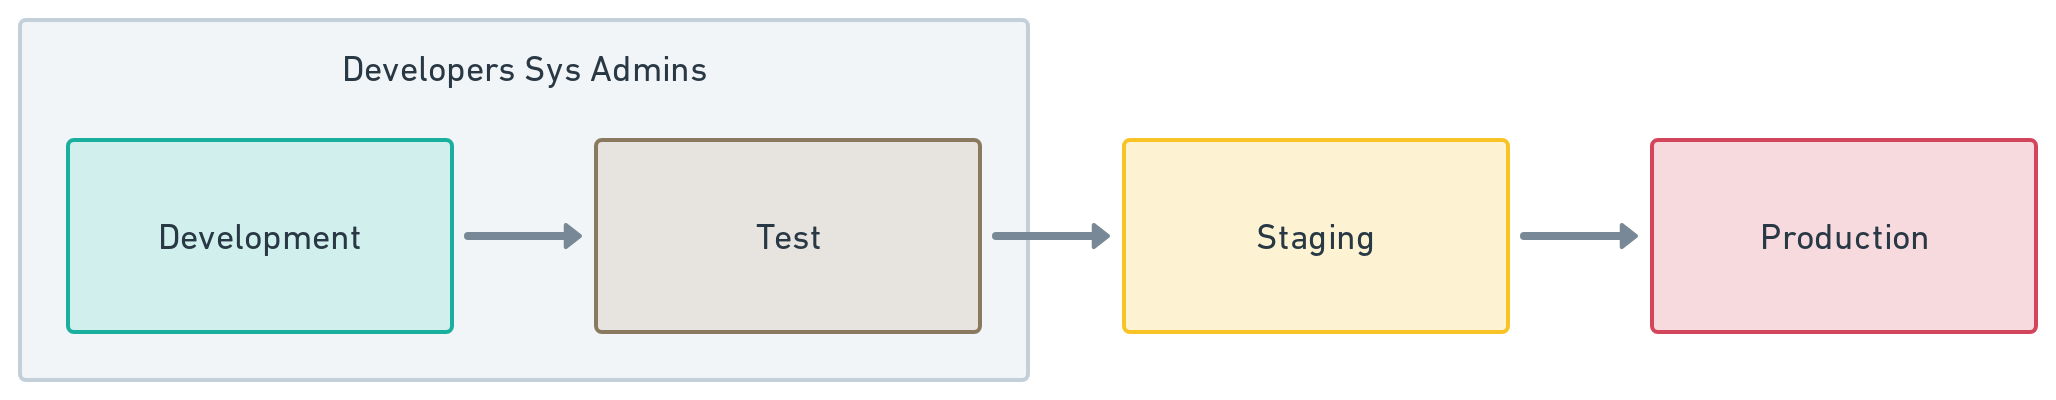 Developers Sys Admins
Development
Test
Staging
Production